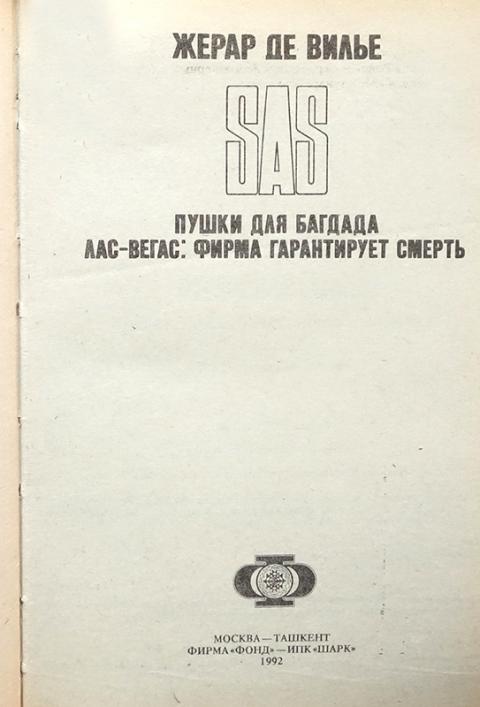 ЖЕРАР ДЕ ВИЛЬЕ
SAS
ПУШКИ ДЛЯ БАГДАДА
ЛАС-ВЕГАС: ФИРМА ГАРАНТИРУЕТ СМЕРТЬ
МОСКВА — ТАШКЕНТ
ФИРМА «ФОНД» — ИПК «ШАРК»
1992